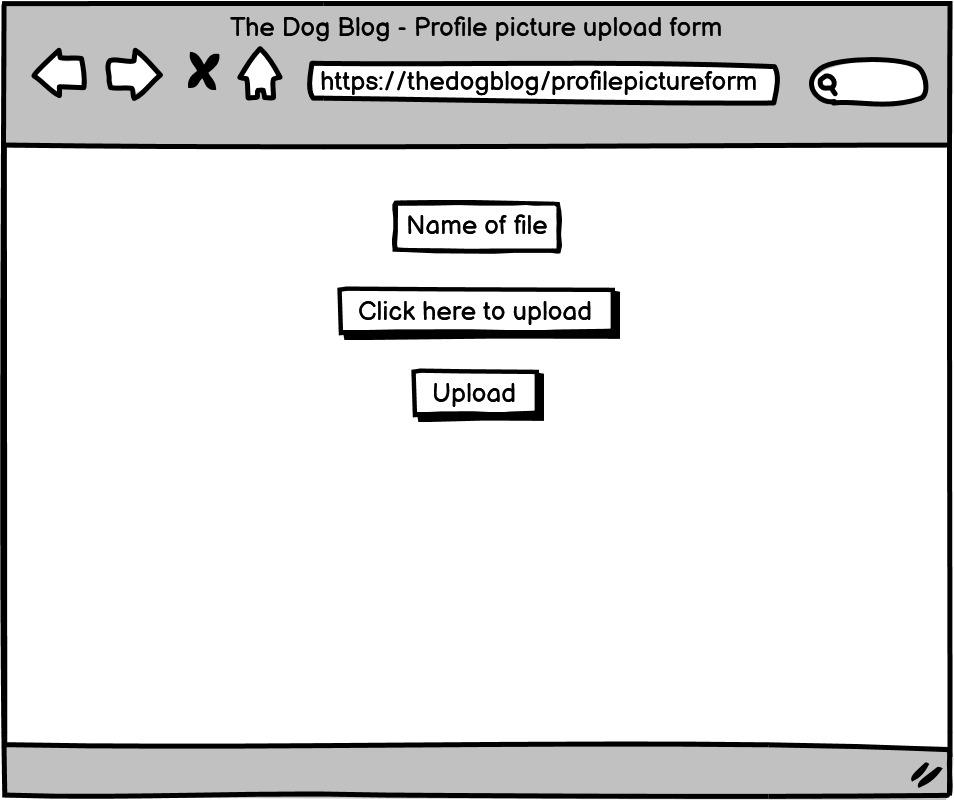 The Dog Blog - Profile picture upload form
https://thedogblog/profilepictureform
Name of file
Click here to upload
Upload